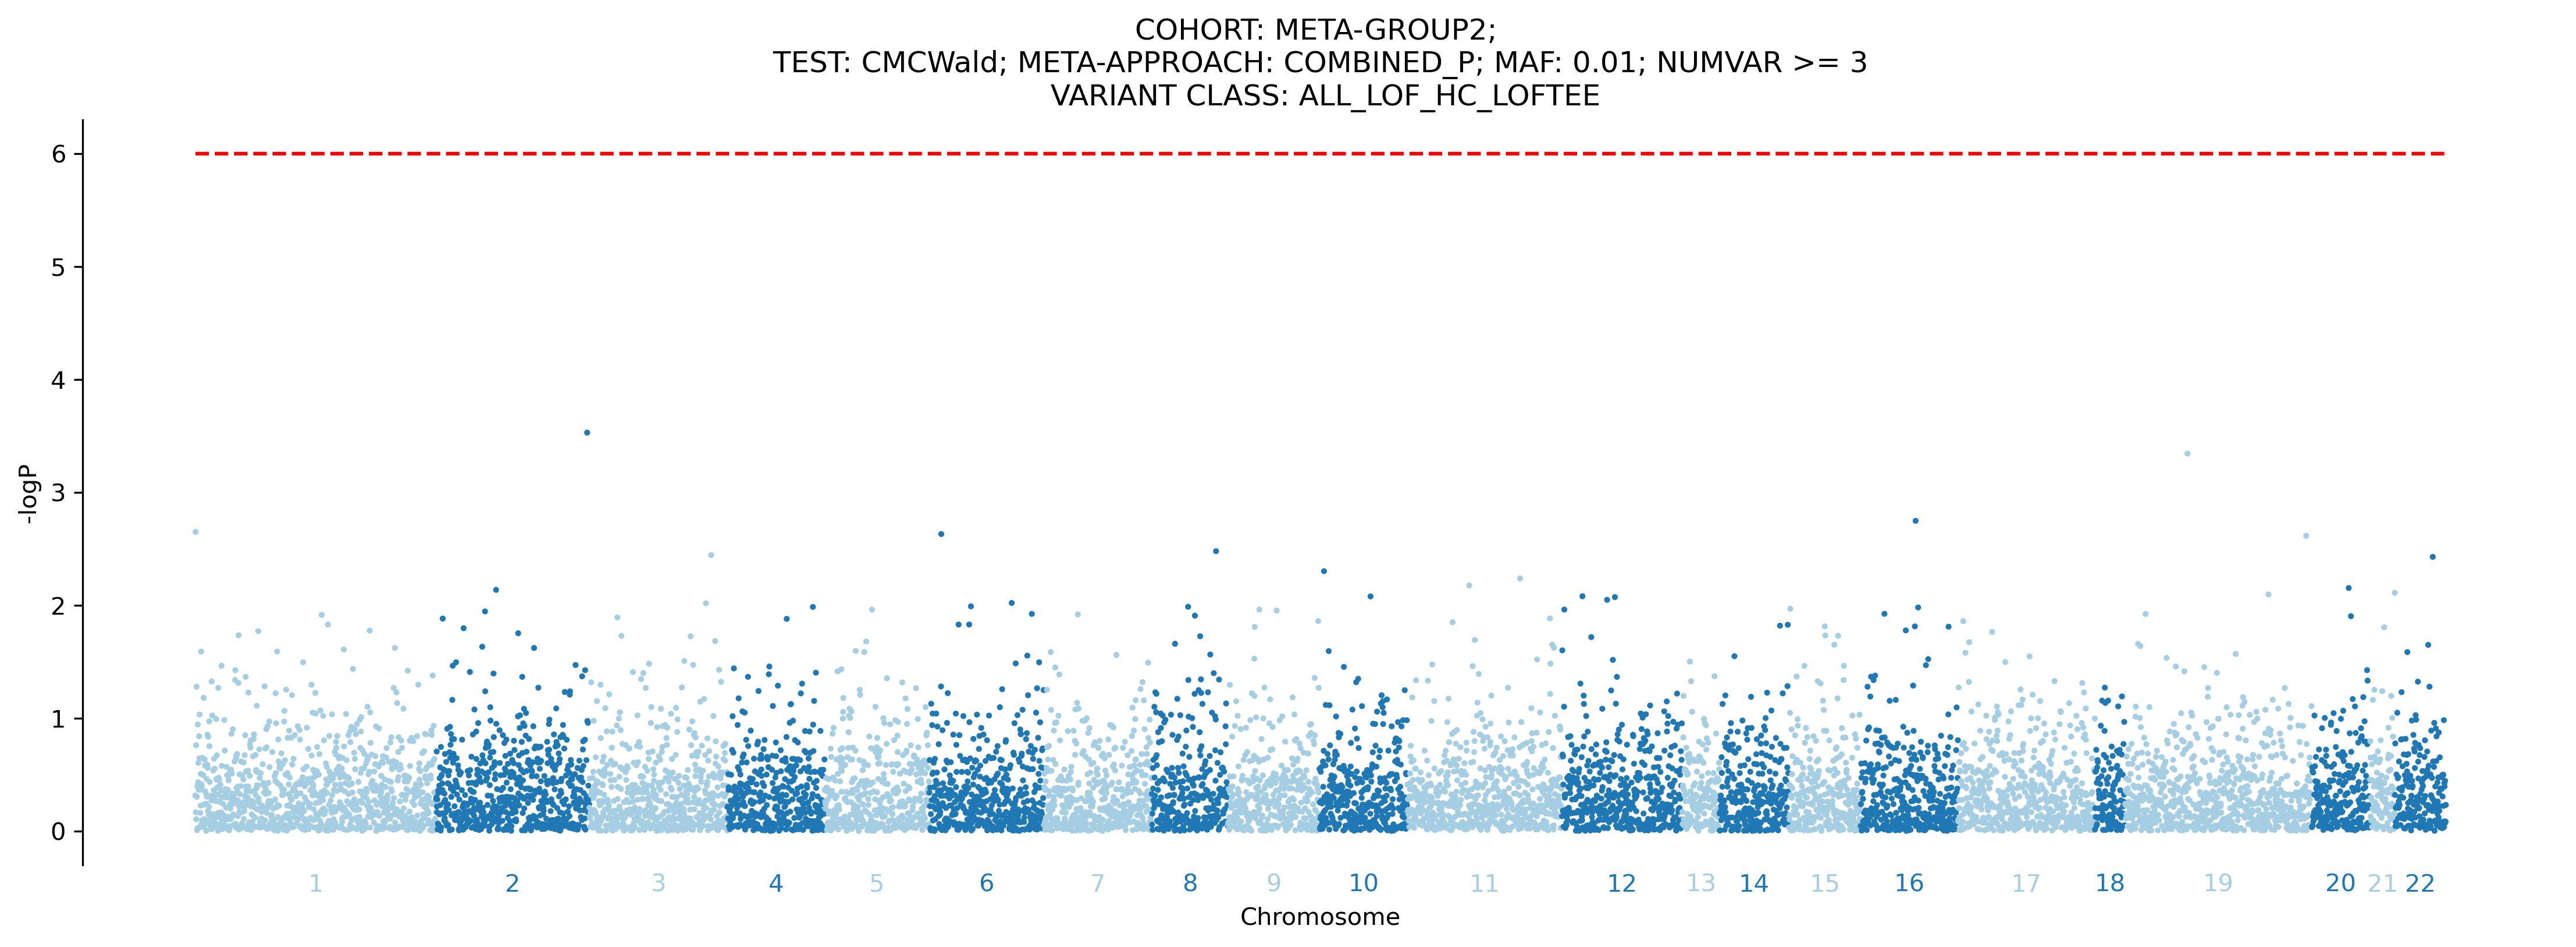 COHORT: META-GROUP2;
TEST: CMCWald; META-APPROACH: COMBINED_P; MAF: 0.01; NUMVAR >= 3
VARIANT CLASS: ALL_LOF_HC_LOFTEE
6
5
4
3
2
1
0
-logP
1 2 3 4 5 6 7 8 9 10 11 12 13 14 15 16 17 18 19 20 21 22
Chromosome